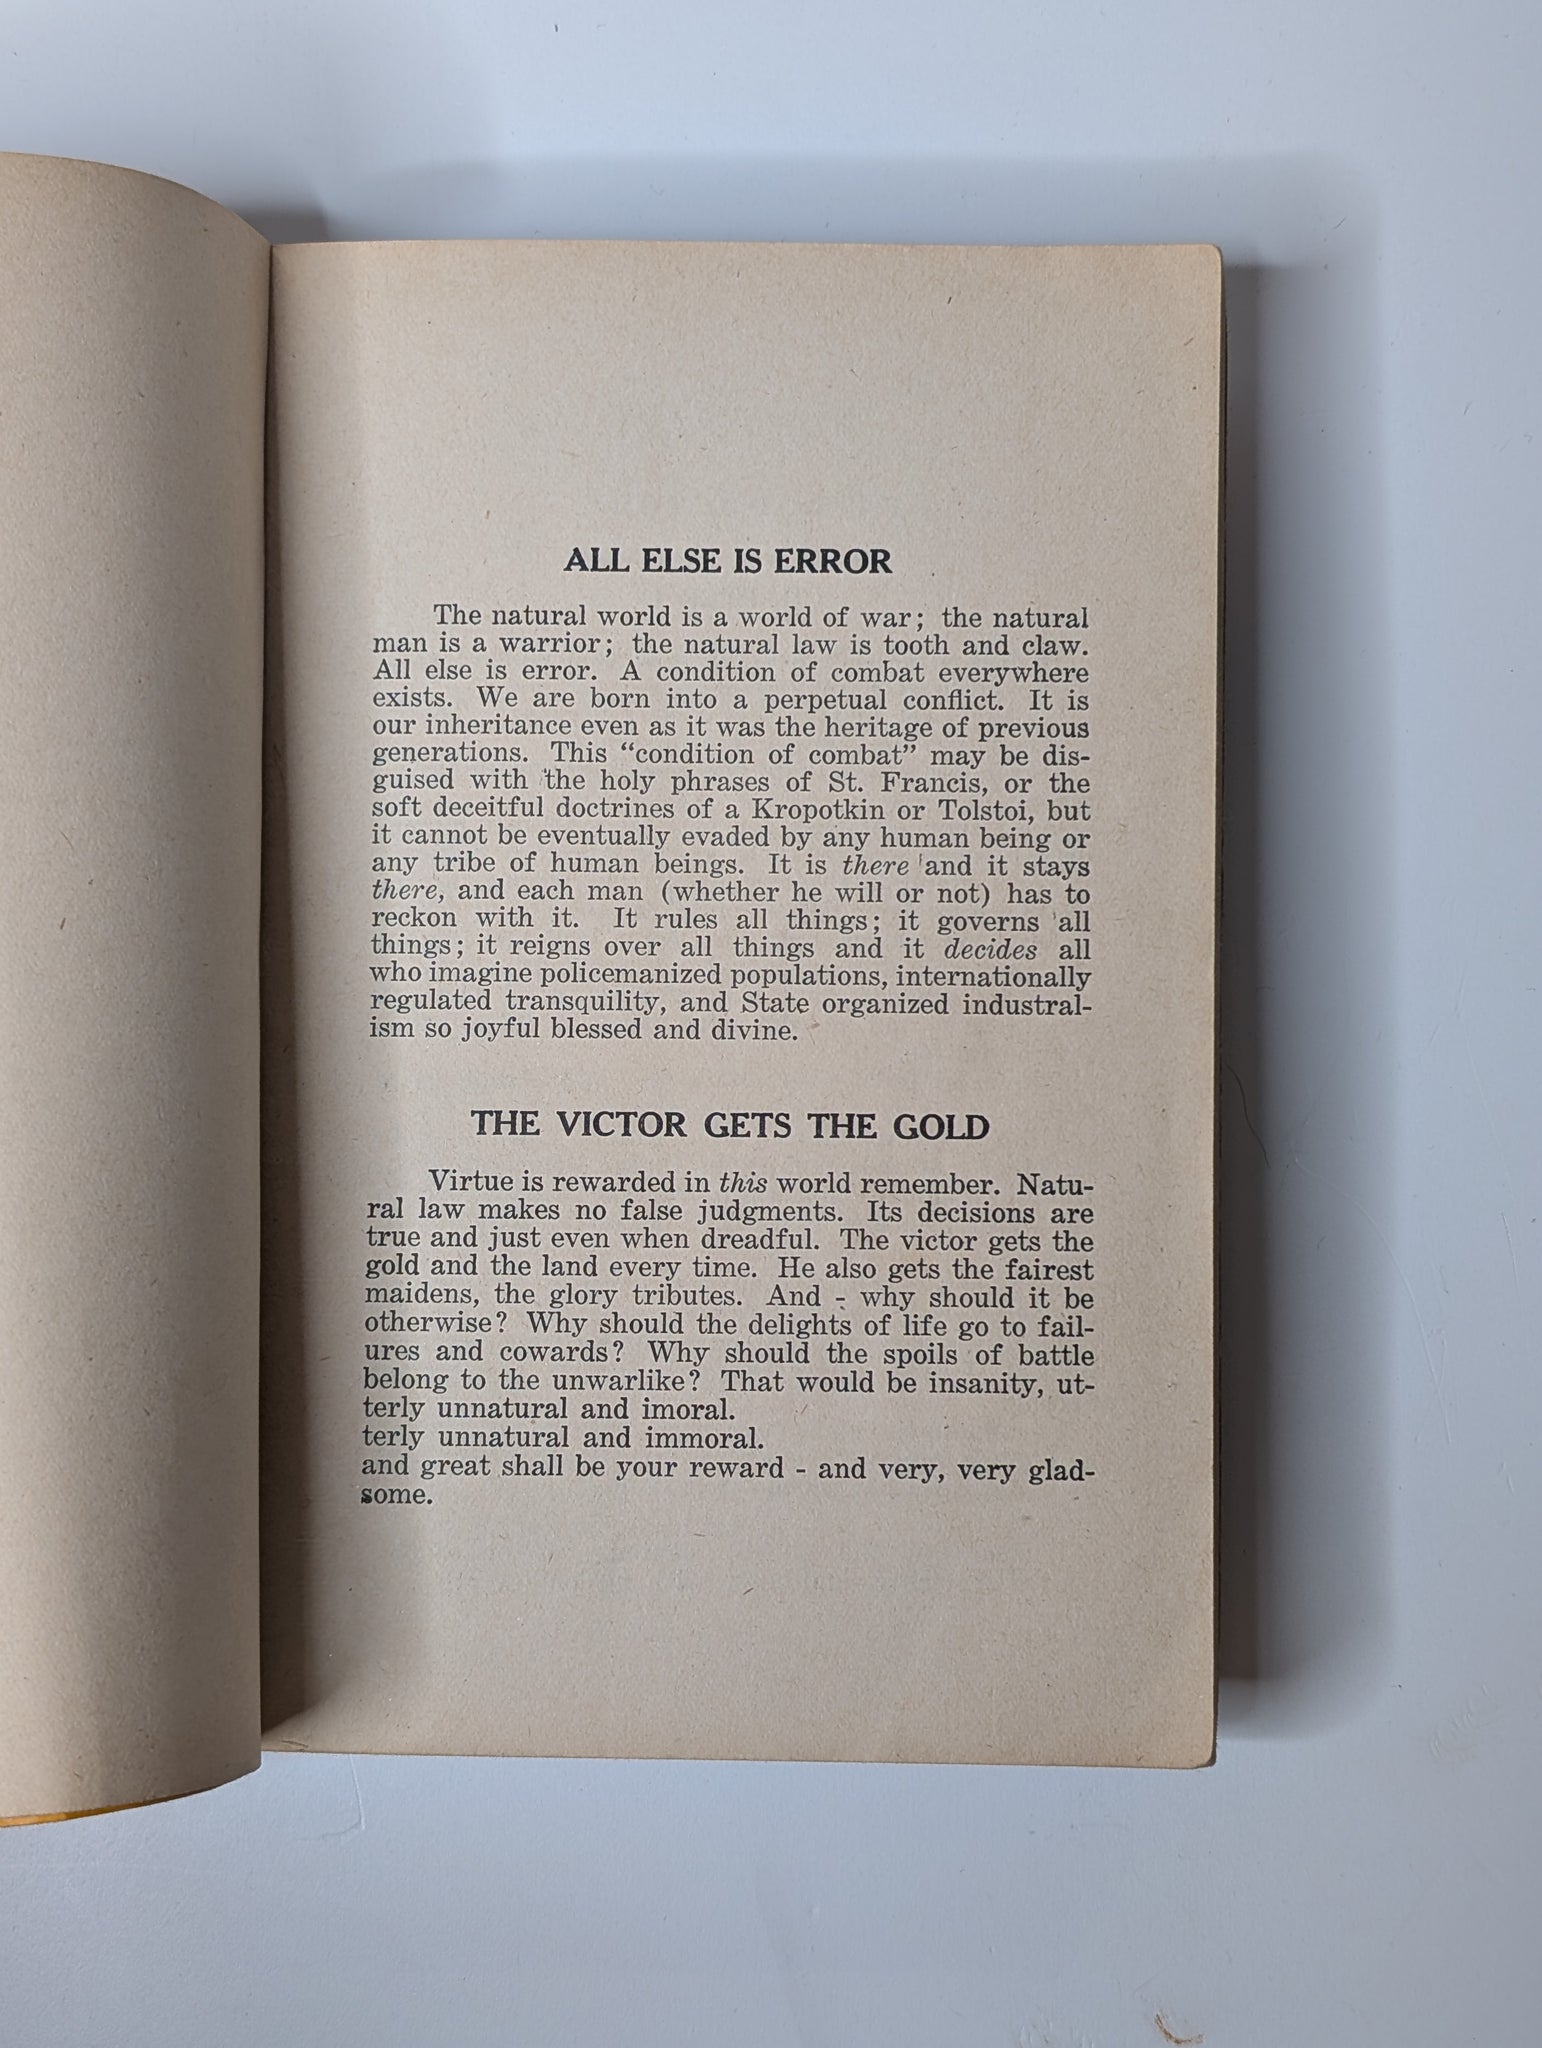 ALL ELSE IS ERROR
The natural world is a world of war; the natural
man is a warrior; the natural law is tooth and claw.
All else is error. A condition of combat everywhere
exists. We are born into a perpetual conflict. It is
our inheritance even as it was the heritage of previous
generations. This “condition of combat” may be dis-
guised with the holy phrases of St. Francis, or the
soft deceitful doctrines of a Kropotkin or Tolstoi, but
it cannot be eventually evaded by any human being or
any tribe of human beings. It is there and it stays
there, and each man (whether he will or not) has to
reckon with it. It rules all things; it governs all
things; it reigns over all things and it decides all
who imagine policemanized populations, internationally
regulated transquility, and State organized industral-
ism so joyful blessed and divine.
THE VICTOR GETS THE GOLD
Virtue is rewarded in this world remember. Natu-
ral law makes no false judgments. Its decisions are
true and just even when dreadful. The victor gets the
gold and the land every time. He also gets the fairest
maidens, the glory tributes. And - why should it be
otherwise? Why should the delights of life go to fail-
ures and cowards? Why should the spoils of battle
belong to the unwarlike? That would be insanity, ut-
terly unnatural and imoral.
terly unnatural and immoral.
and great shall be your reward - and very, very glad-
some.